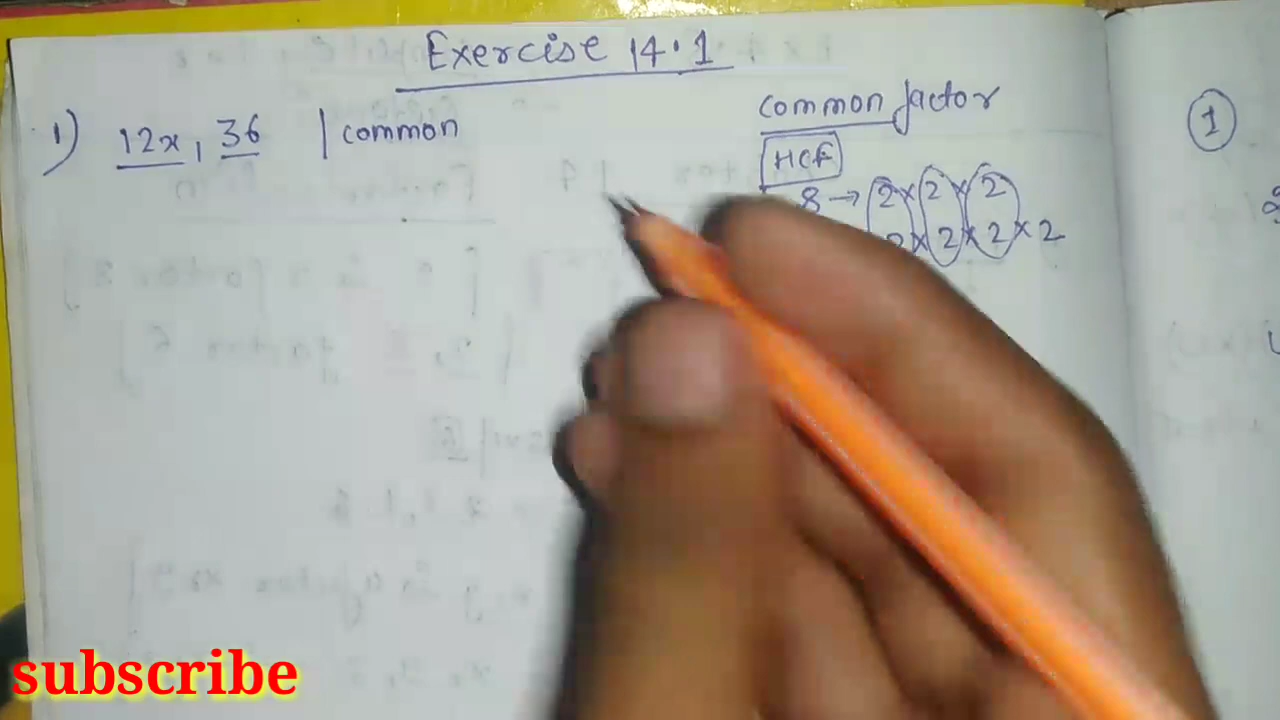 Exercise 14.1
1) 12x, 36 | common
common factor
HCF
8 → 2 × 2 × 2
2 × 2 × 2 × 2
1
subscribe